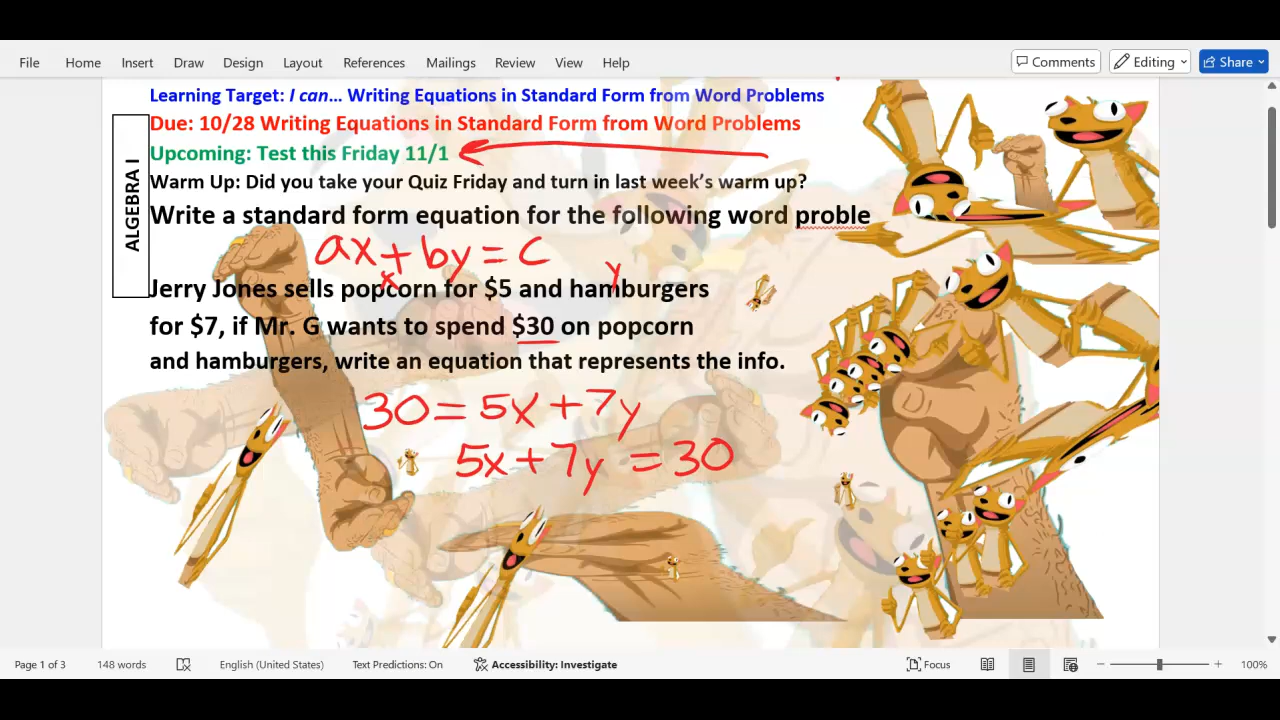 File Home Insert Draw Design Layout References Mailings Review View Help Comments Editing Share
Learning Target: I can… Writing Equations in Standard Form from Word Problems
Due: 10/28 Writing Equations in Standard Form from Word Problems
Upcoming: Test this Friday 11/1
Warm Up: Did you take your Quiz Friday and turn in last week's warm up?
ALGEBRA I
Write a standard form equation for the following word proble
ax + by = C
x y
Jerry Jones sells popcorn for $5 and hamburgers
for $7, if Mr. G wants to spend $30 on popcorn
and hamburgers, write an equation that represents the info.
30 = 5x + 7y
5x + 7y = 30
Page 1 of 3 148 words English (United States) Text Predictions: On Accessibility: Investigate Focus − + 100%